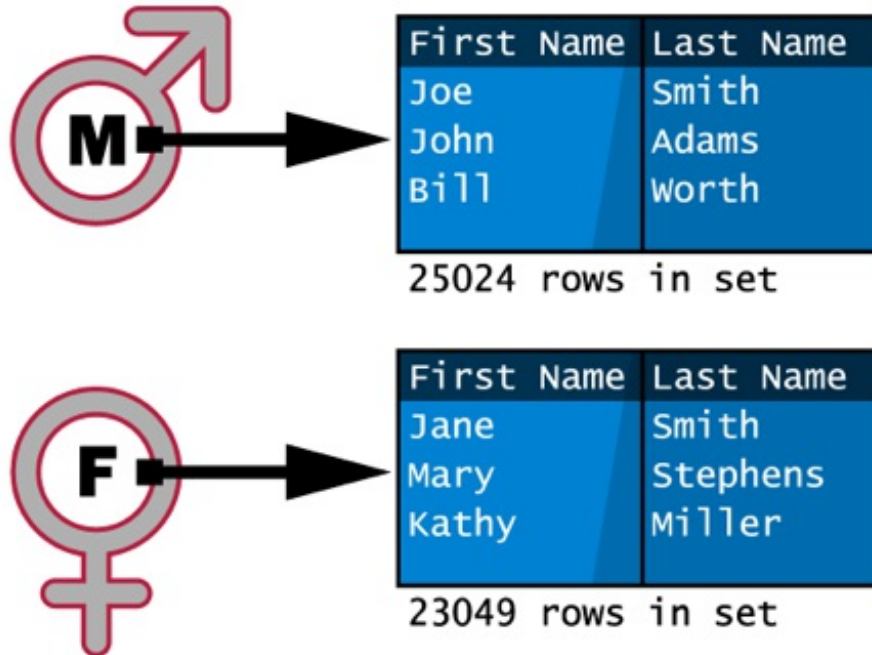 M
First Name Last Name
Joe Smith
John Adams
Bill Worth
25024 rows in set
F
First Name Last Name
Jane Smith
Mary Stephens
Kathy Miller
23049 rows in set